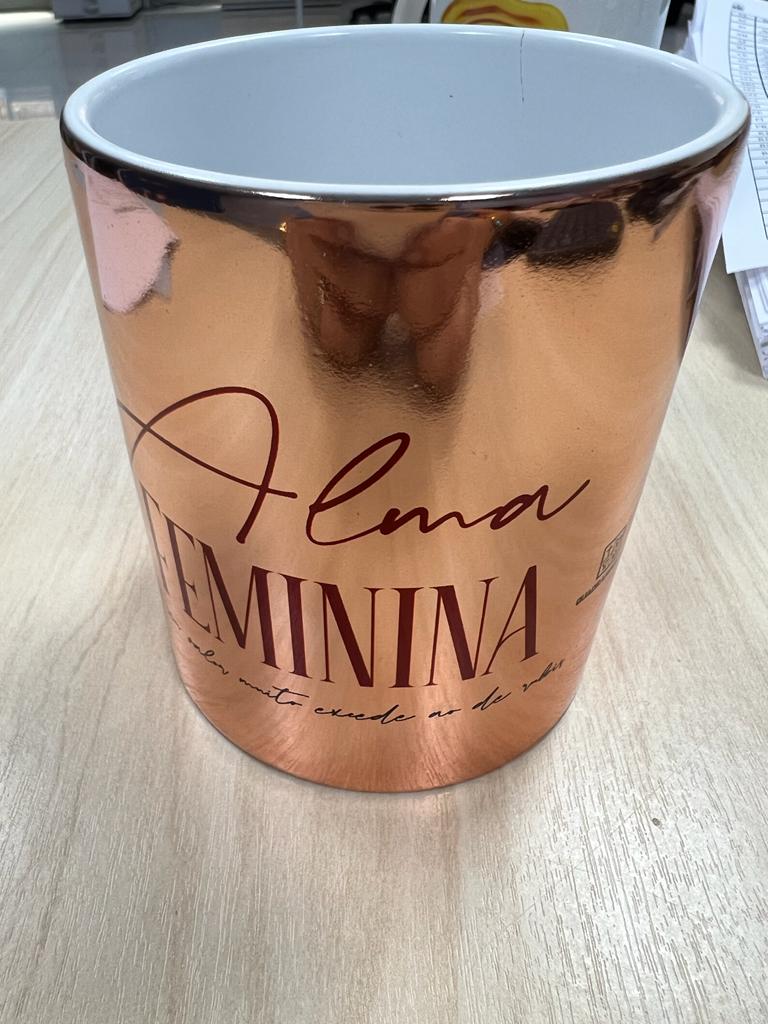 Alma
FEMININA
valor muito excede ao de rubis